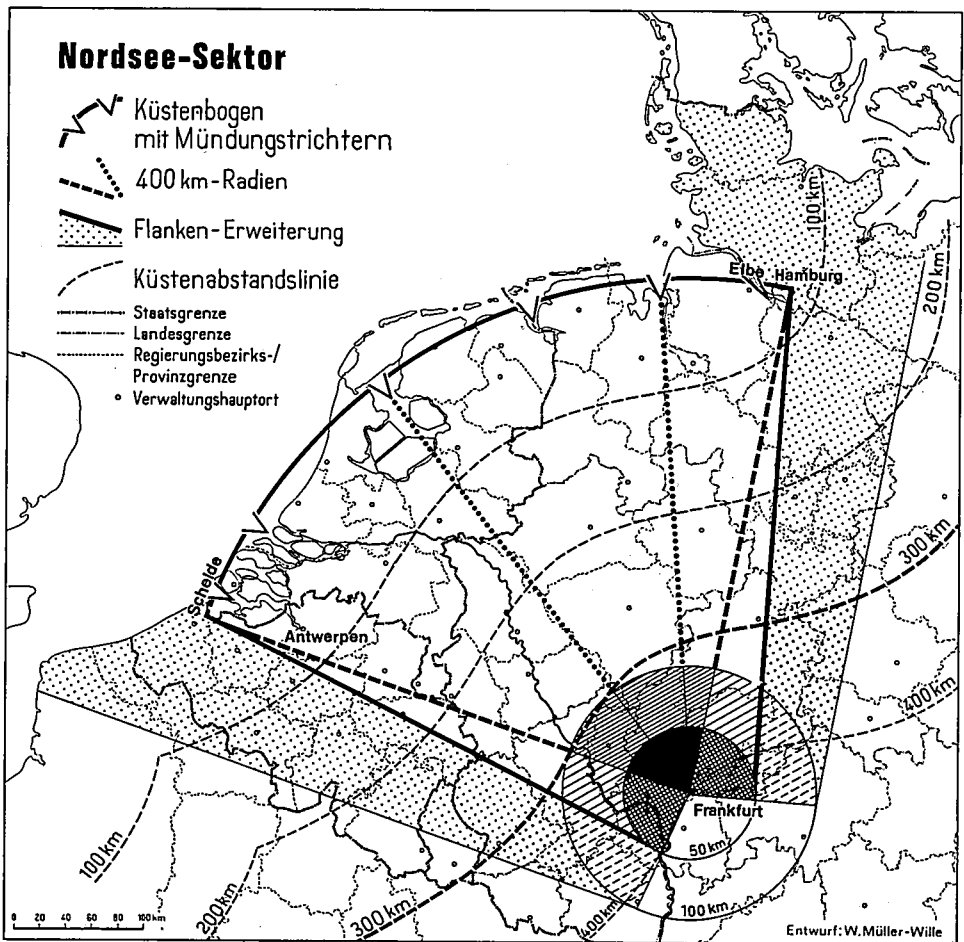 Nordsee-Sektor
Küstenbogen
mit Mündungstrichtern
400 km-Radien
Flanken-Erweiterung
Küstenabstandslinie
Staatsgrenze
Landesgrenze
Regierungsbezirks-/
Provinzgrenze
Verwaltungshauptort
100 km
200 km
Elbe Hamburg
300 km
Schelde
Antwerpen
400 km
Frankfurt
50 km
100 km
100 km
200 km
300 km
400 km
0 20 40 60 80 100 km
Entwurf: W. Müller-Wille